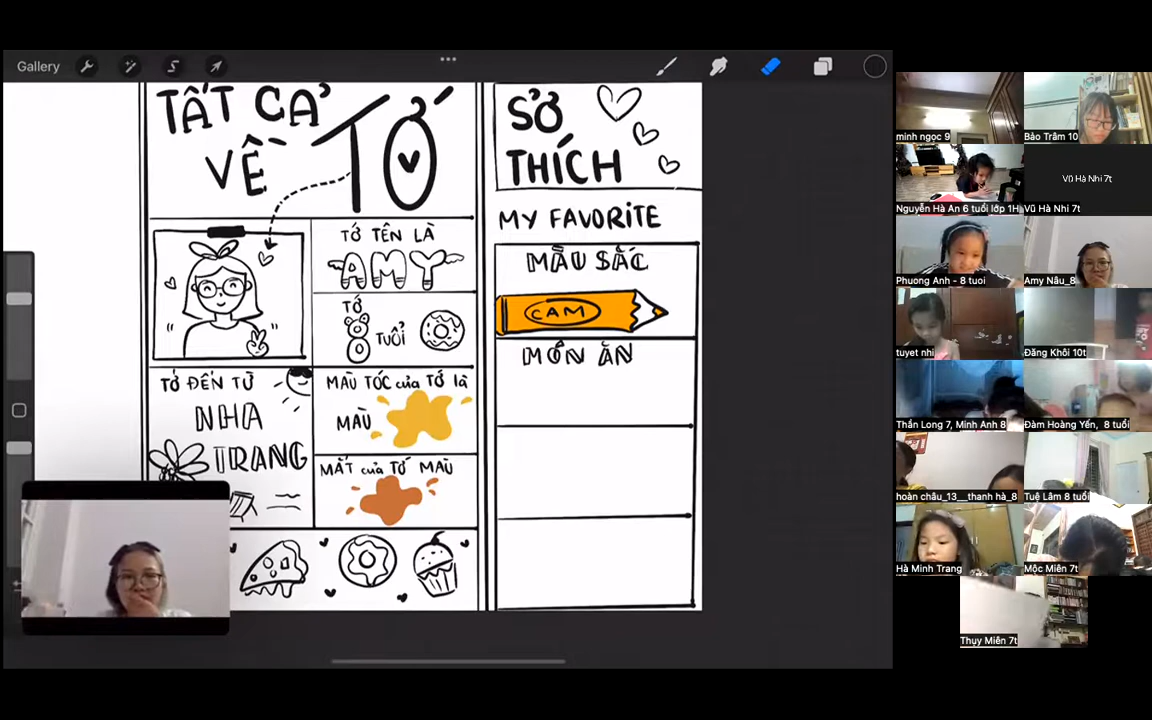 Gallery
TẤT CẢ
VỀ
TỚ
TỚ TÊN LÀ
AMY
TỚ
8
TUỔI
TỚ ĐẾN TỪ
NHA
TRANG
MÀU TÓC của TỚ là
MÀU
MẮT của TỚ MÀU
SỞ
THÍCH
MY FAVORITE
MÀU SẮC
CAM
MÓN ĂN
minh ngọc 9
Bảo Trâm 10
Nguyễn Hà An 6 tuổi lớp 1H
Vũ Hà Nhi 7t
Vũ Hà Nhi 7t
Phuong Anh - 8 tuoi
Amy Nâu_8
tuyet nhi
Đăng Khôi 10t
Thần Long 7, Minh Anh 8
Đàm Hoàng Yến, 8 tuổi
hoàn châu_13__thanh hà_8
Tuệ Lâm 8 tuổi
Hà Minh Trang
Mộc Miên 7t
Thụy Miên 7t